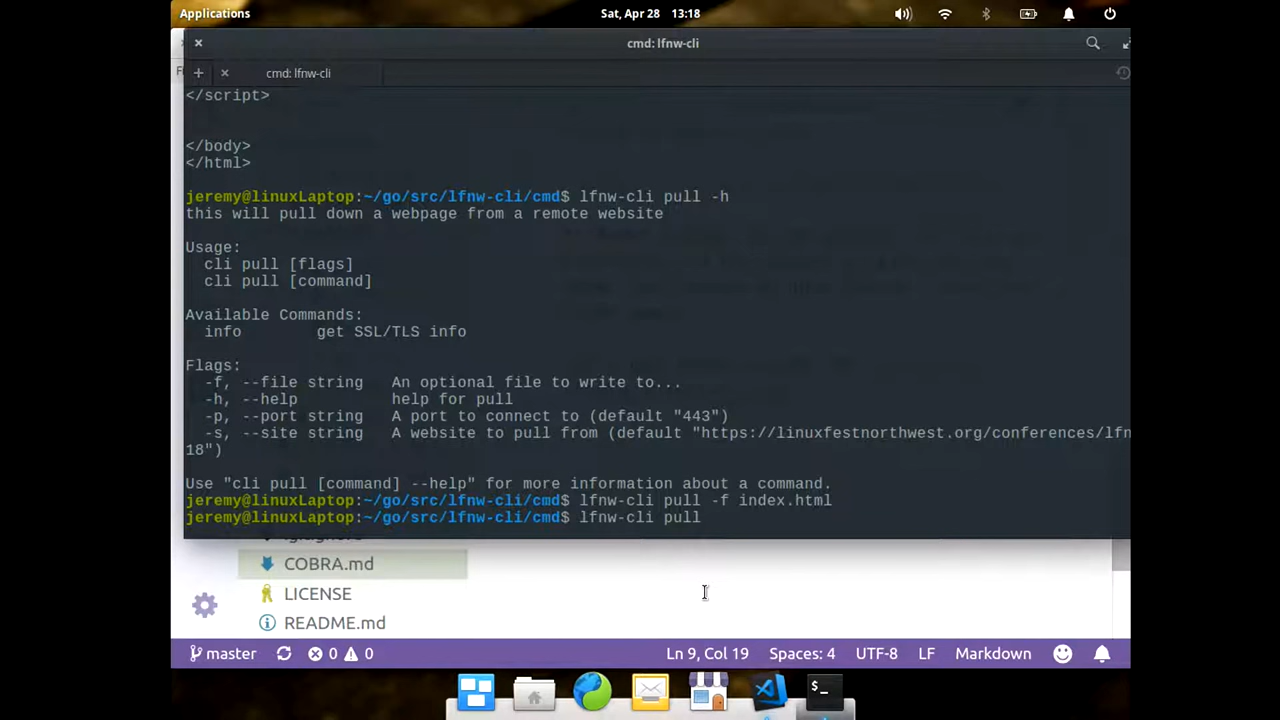 Applications
Sat, Apr 28 13:18
cmd: lfnw-cli
cmd: lfnw-cli
</script>
</body>
</html>
jeremy@linuxLaptop:~/go/src/lfnw-cli/cmd$ lfnw-cli pull -h
this will pull down a webpage from a remote website
Usage:
cli pull [flags]
cli pull [command]
Available Commands:
info get SSL/TLS info
Flags:
-f, --file string An optional file to write to...
-h, --help help for pull
-p, --port string A port to connect to (default "443")
-s, --site string A website to pull from (default "https://linuxfestnorthwest.org/conferences/lfn
18")
Use "cli pull [command] --help" for more information about a command.
jeremy@linuxLaptop:~/go/src/lfnw-cli/cmd$ lfnw-cli pull -f index.html
jeremy@linuxLaptop:~/go/src/lfnw-cli/cmd$ lfnw-cli pull
COBRA.md
LICENSE
README.md
master 0 0 Ln 9, Col 19 Spaces: 4 UTF-8 LF Markdown
$_